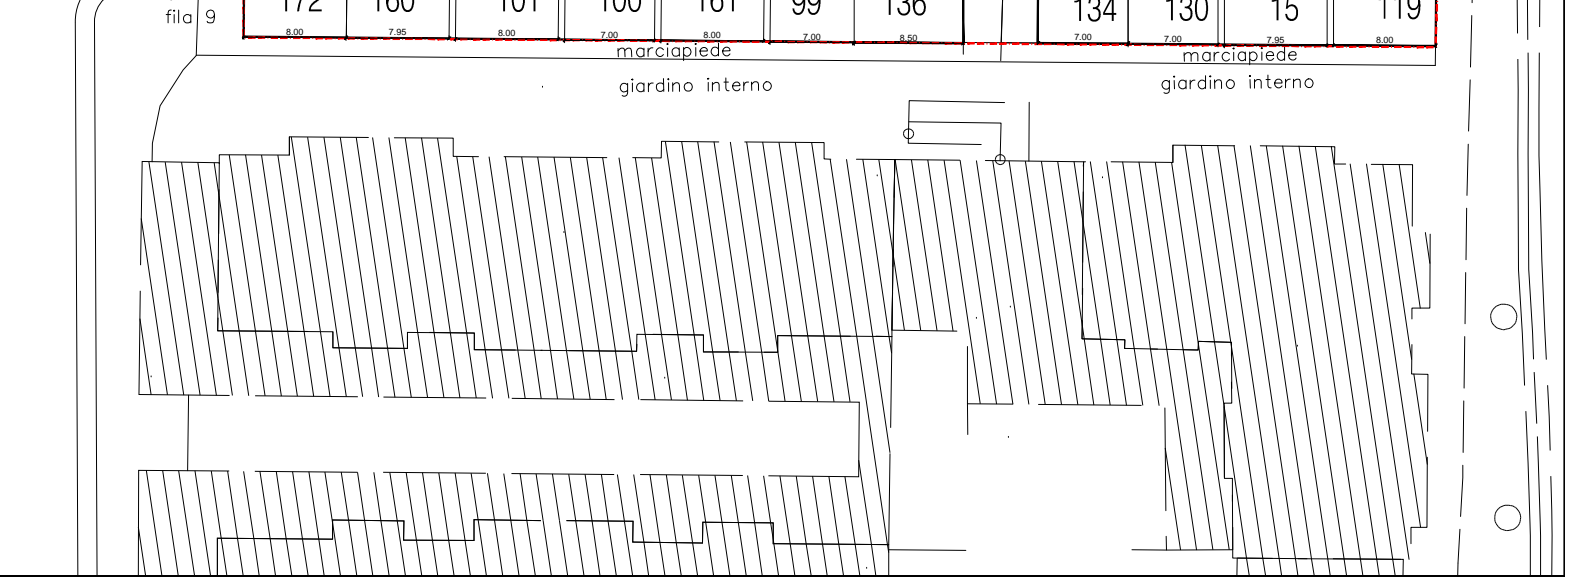 172 160 101 100 161 99 136 134 130 15 119
fila 9
8.00 7.95 8.00 7.00 8.00 7.00 8.50 7.00 7.00 7.95 8.00
marciapiede marciapiede
giardino interno giardino interno